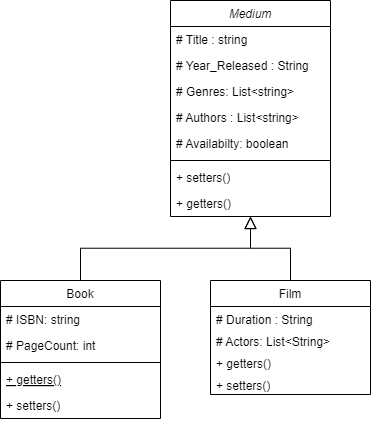 Medium
# Title : string
# Year_Released : String
# Genres: List<string>
# Authors : List<string>
# Availabilty: boolean
+ setters()
+ getters()
Book
# ISBN: string
# PageCount: int
+ getters()
+ setters()
Film
# Duration : String
# Actors: List<String>
+ getters()
+ setters()